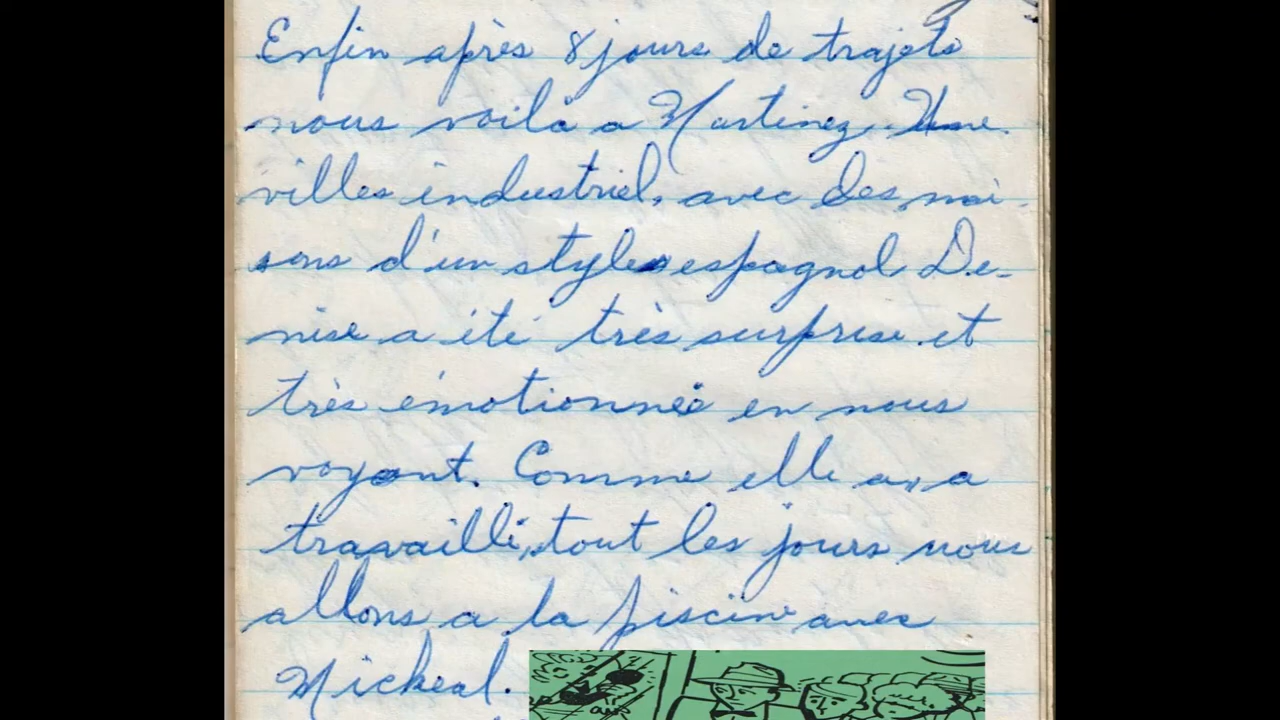 Enfin après 8 jours de trajets
nous voilà a Martinez. Une
villes industriel, avec des mai-
sons d'un style espagnol De-
nise a été très surprise et
très émotionnée en nous
voyant. Comme elle a
travaillé, tout les jours nous
allons a la piscine avec
Mickeal.